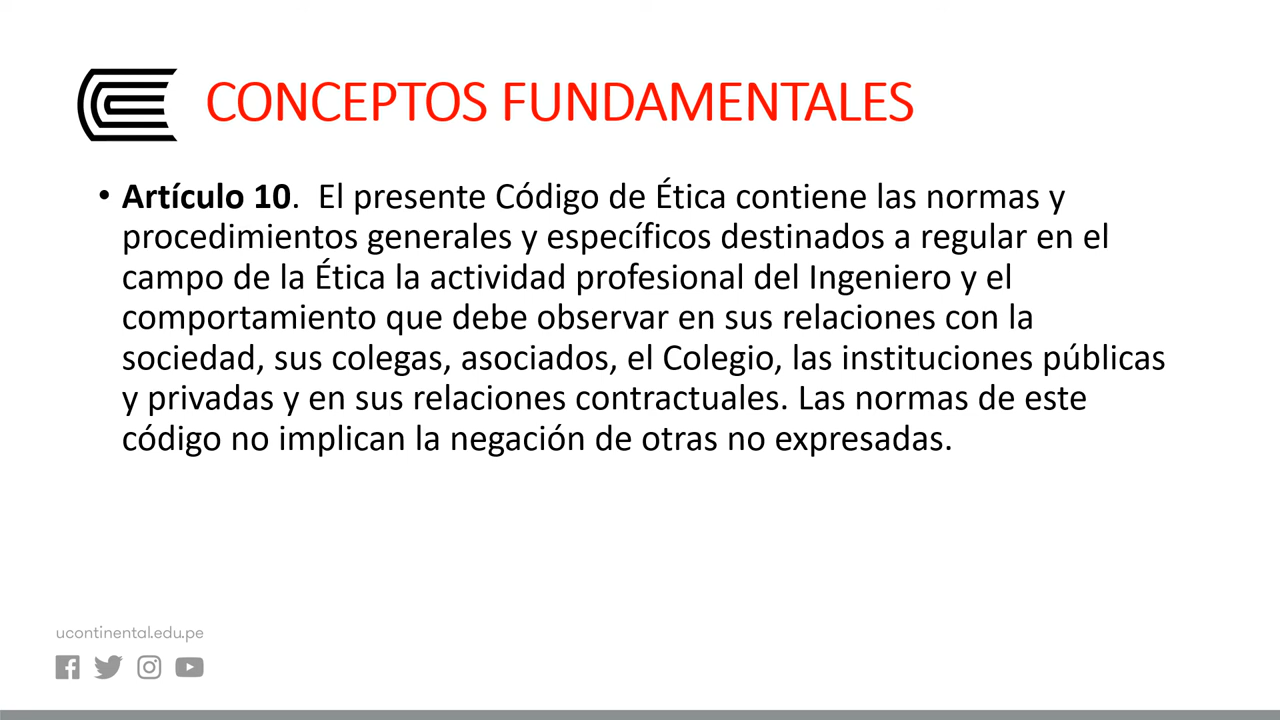 CONCEPTOS FUNDAMENTALES
• Artículo 10.  El presente Código de Ética contiene las normas y
procedimientos generales y específicos destinados a regular en el
campo de la Ética la actividad profesional del Ingeniero y el
comportamiento que debe observar en sus relaciones con la
sociedad, sus colegas, asociados, el Colegio, las instituciones públicas
y privadas y en sus relaciones contractuales. Las normas de este
código no implican la negación de otras no expresadas.
ucontinental.edu.pe